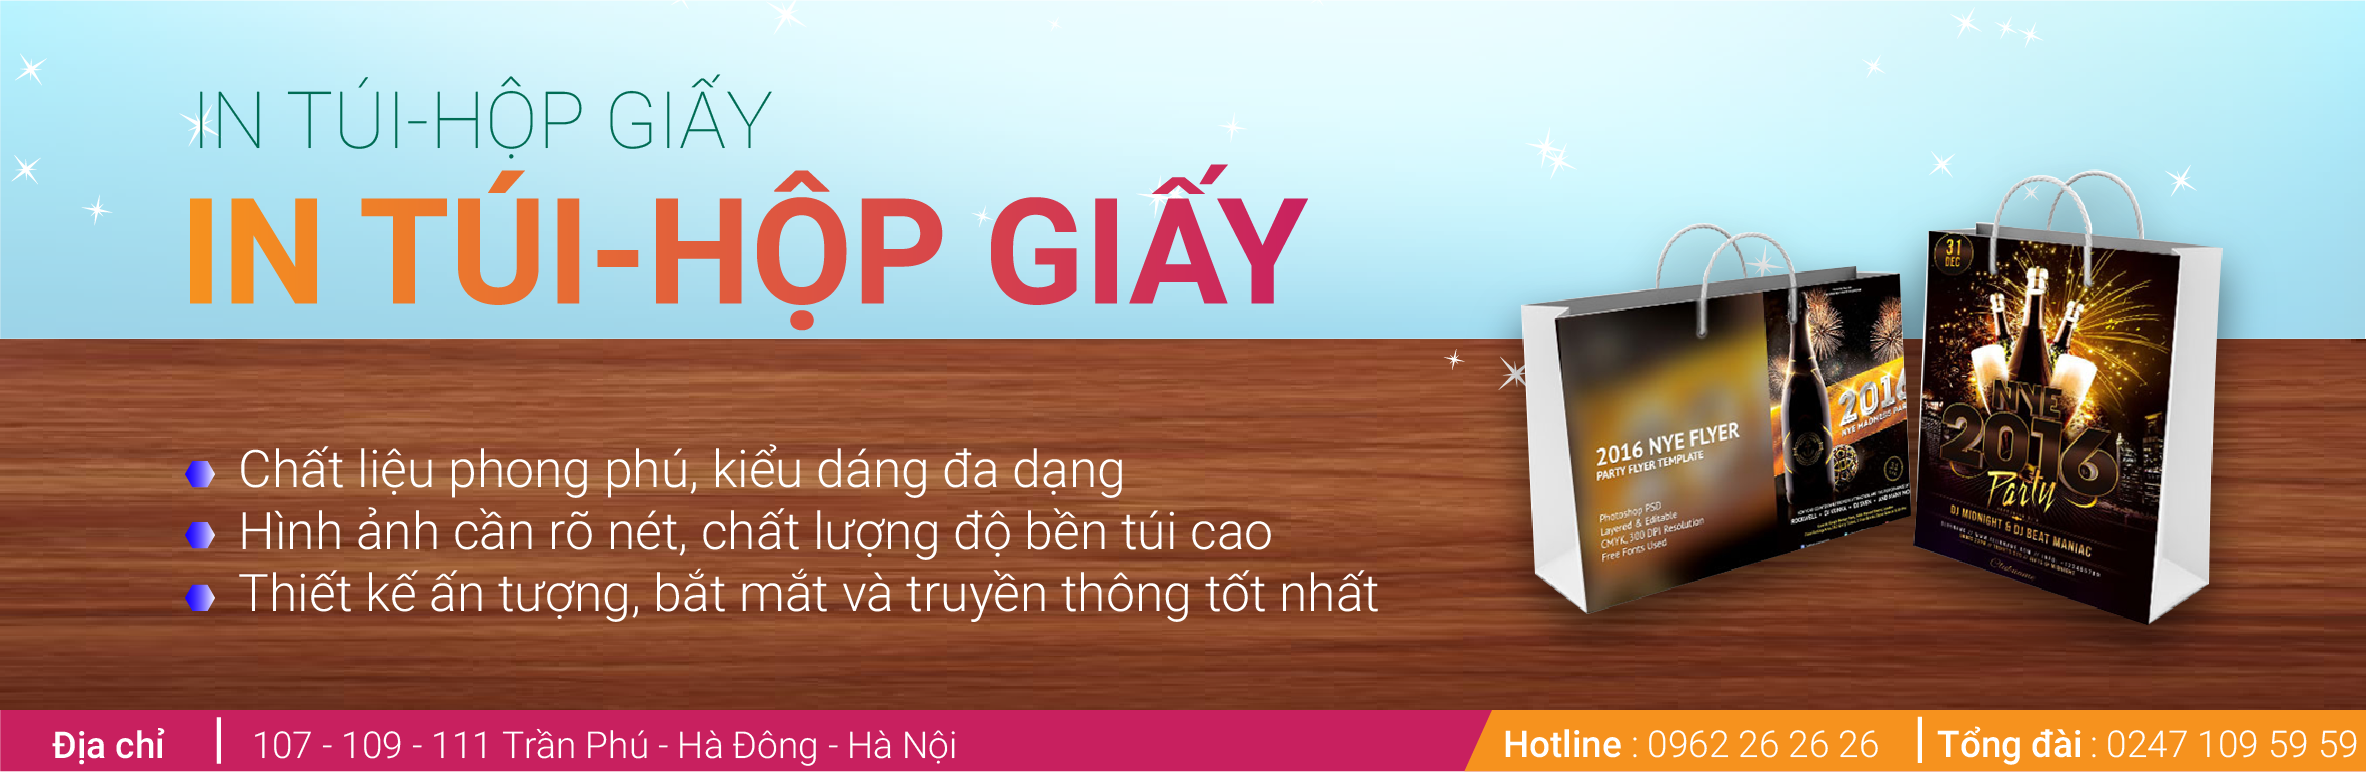 IN TÚI-HỘP GIẤY
IN TÚI-HỘP GIẤY
Chất liệu phong phú, kiểu dáng đa dạng
Hình ảnh cần rõ nét, chất lượng độ bền túi cao
Thiết kế ấn tượng, bắt mắt và truyền thông tốt nhất
2016 NYE FLYER
PARTY FLYER TEMPLATE
Photoshop PSD
Layered & Editable
CMYK, 300 DPI Resolution
Free Fonts Used
2016
NYE MADNESS
31
DEC
NYE
2016
Party
DJ MIDNIGHT & DJ BEAT MANIAC
Địa chỉ 107 - 109 - 111 Trần Phú - Hà Đông - Hà Nội
Hotline : 0962 26 26 26 Tổng đài : 0247 109 59 59